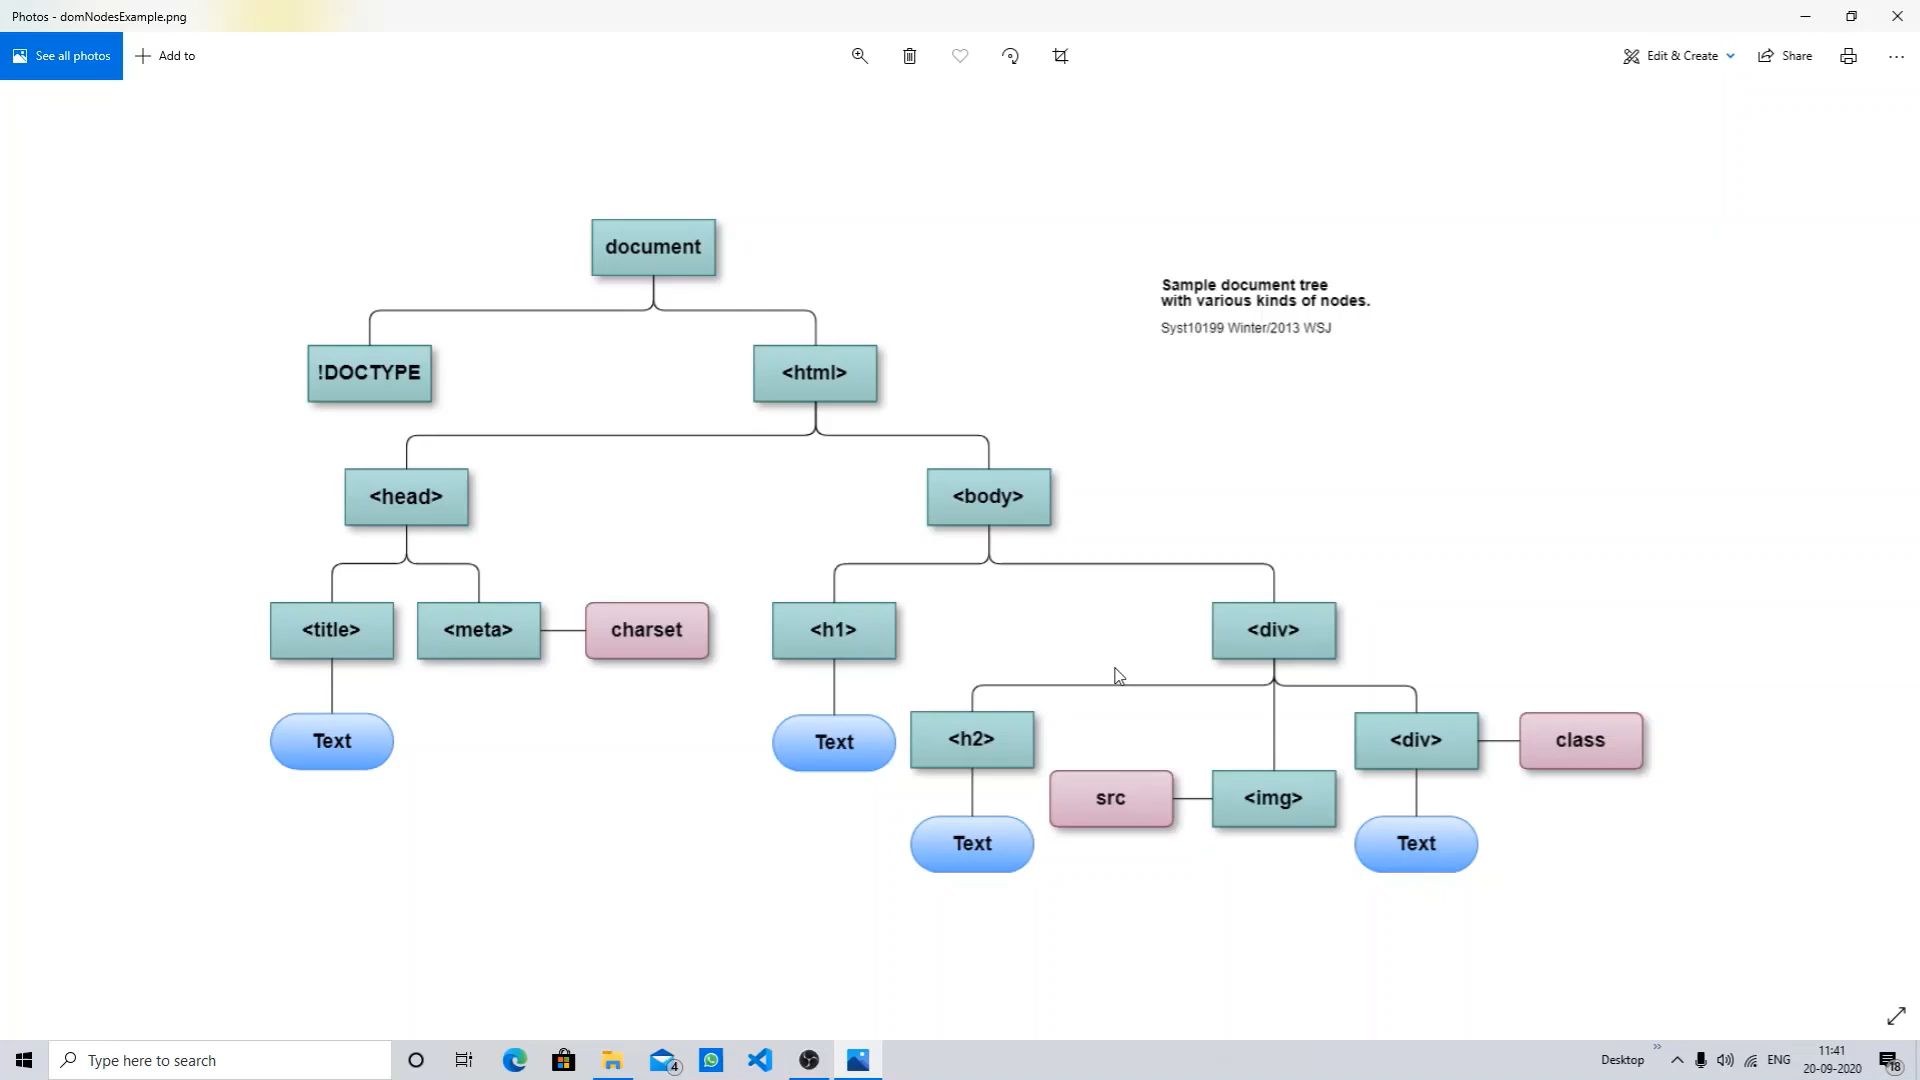 Photos - domNodesExample.png
See all photos
Add to
Edit & Create
Share
document
Sample document tree
with various kinds of nodes.
Syst10199 Winter/2013 WSJ
!DOCTYPE
<html>
<head>
<body>
<title>
<meta>
charset
<h1>
<div>
Text
Text
<h2>
<div>
class
src
<img>
Text
Text
Type here to search
4
Desktop
ENG
11:41
20-09-2020
18